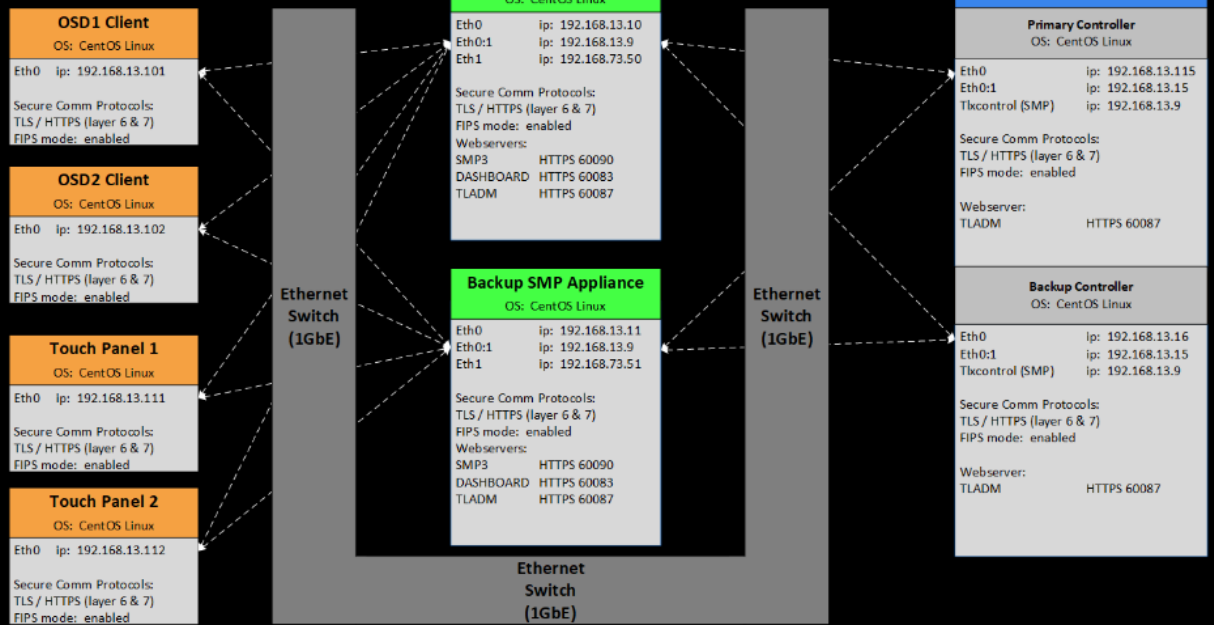 OSD1 Client
OS: CentOS Linux
Eth0 ip: 192.168.13.101
Secure Comm Protocols:
TLS / HTTPS (layer 6 & 7)
FIPS mode: enabled
OSD2 Client
OS: CentOS Linux
Eth0 ip: 192.168.13.102
Secure Comm Protocols:
TLS / HTTPS (layer 6 & 7)
FIPS mode: enabled
Touch Panel 1
OS: CentOS Linux
Eth0 ip: 192.168.13.111
Secure Comm Protocols:
TLS / HTTPS (layer 6 & 7)
FIPS mode: enabled
Touch Panel 2
OS: CentOS Linux
Eth0 ip: 192.168.13.112
Secure Comm Protocols:
TLS / HTTPS (layer 6 & 7)
FIPS mode: enabled
Ethernet
Switch
(1GbE)
OS: CentOS Linux
Eth0 ip: 192.168.13.10
Eth0:1 ip: 192.168.13.9
Eth1 ip: 192.168.73.50
Secure Comm Protocols:
TLS / HTTPS (layer 6 & 7)
FIPS mode: enabled
Webservers:
SMP3 HTTPS 60090
DASHBOARD HTTPS 60083
TLADM HTTPS 60087
Backup SMP Appliance
OS: CentOS Linux
Eth0 ip: 192.168.13.11
Eth0:1 ip: 192.168.13.9
Eth1 ip: 192.168.73.51
Secure Comm Protocols:
TLS / HTTPS (layer 6 & 7)
FIPS mode: enabled
Webservers:
SMP3 HTTPS 60090
DASHBOARD HTTPS 60083
TLADM HTTPS 60087
Ethernet
Switch
(1GbE)
Ethernet
Switch
(1GbE)
Primary Controller
OS: CentOS Linux
Eth0 ip: 192.168.13.115
Eth0:1 ip: 192.168.13.15
Tlxcontrol (SMP) ip: 192.168.13.9
Secure Comm Protocols:
TLS / HTTPS (layer 6 & 7)
FIPS mode: enabled
Webserver:
TLADM HTTPS 60087
Backup Controller
OS: CentOS Linux
Eth0 ip: 192.168.13.16
Eth0:1 ip: 192.168.13.15
Tlxcontrol (SMP) ip: 192.168.13.9
Secure Comm Protocols:
TLS / HTTPS (layer 6 & 7)
FIPS mode: enabled
Webserver:
TLADM HTTPS 60087